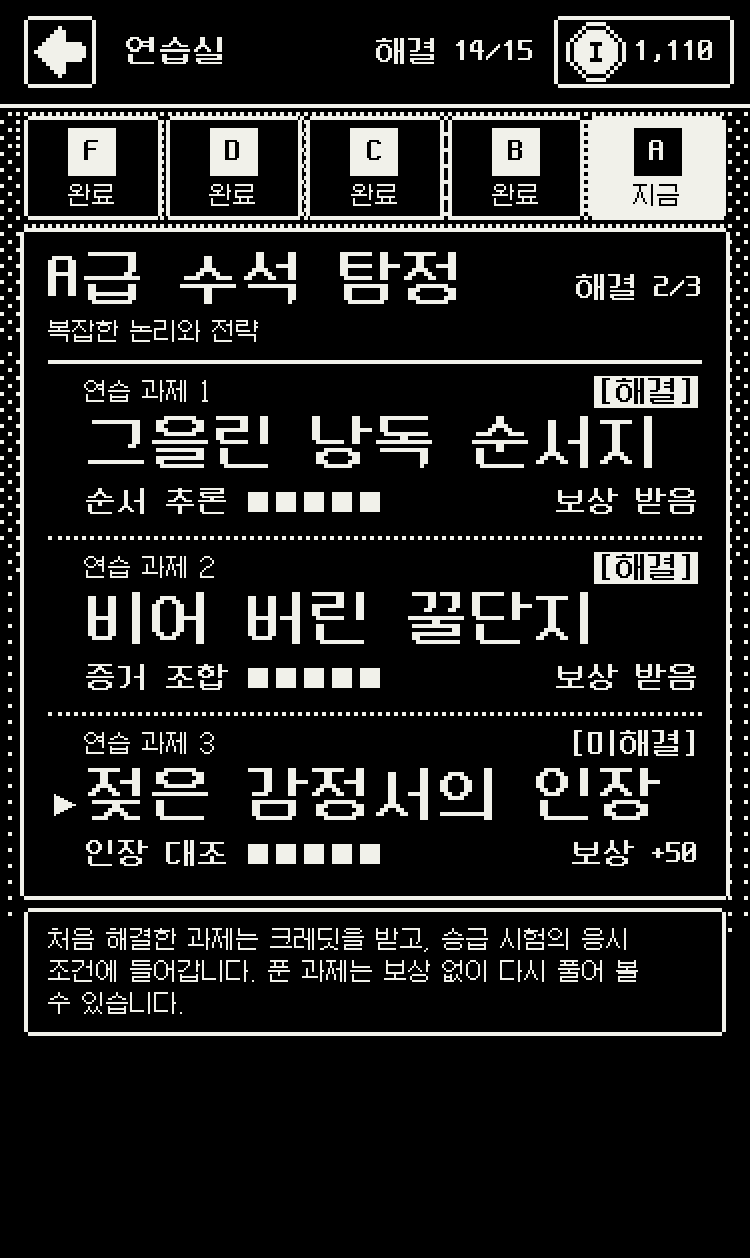 연습실 해결 14/15 I 1,110
F D C B A
완료 완료 완료 완료 지금
A급 수석 탐정 해결 2/3
복잡한 논리와 전략
연습 과제 1 [해결]
그을린 낭독 순서지
순서 추론 보상 받음
연습 과제 2 [해결]
비어 버린 꿀단지
증거 조합 보상 받음
연습 과제 3 [미해결]
▶젖은 감정서의 인장
인장 대조 보상 +50
처음 해결한 과제는 크레딧을 받고, 승급 시험의 응시
조건에 들어갑니다. 푼 과제는 보상 없이 다시 풀어 볼
수 있습니다.